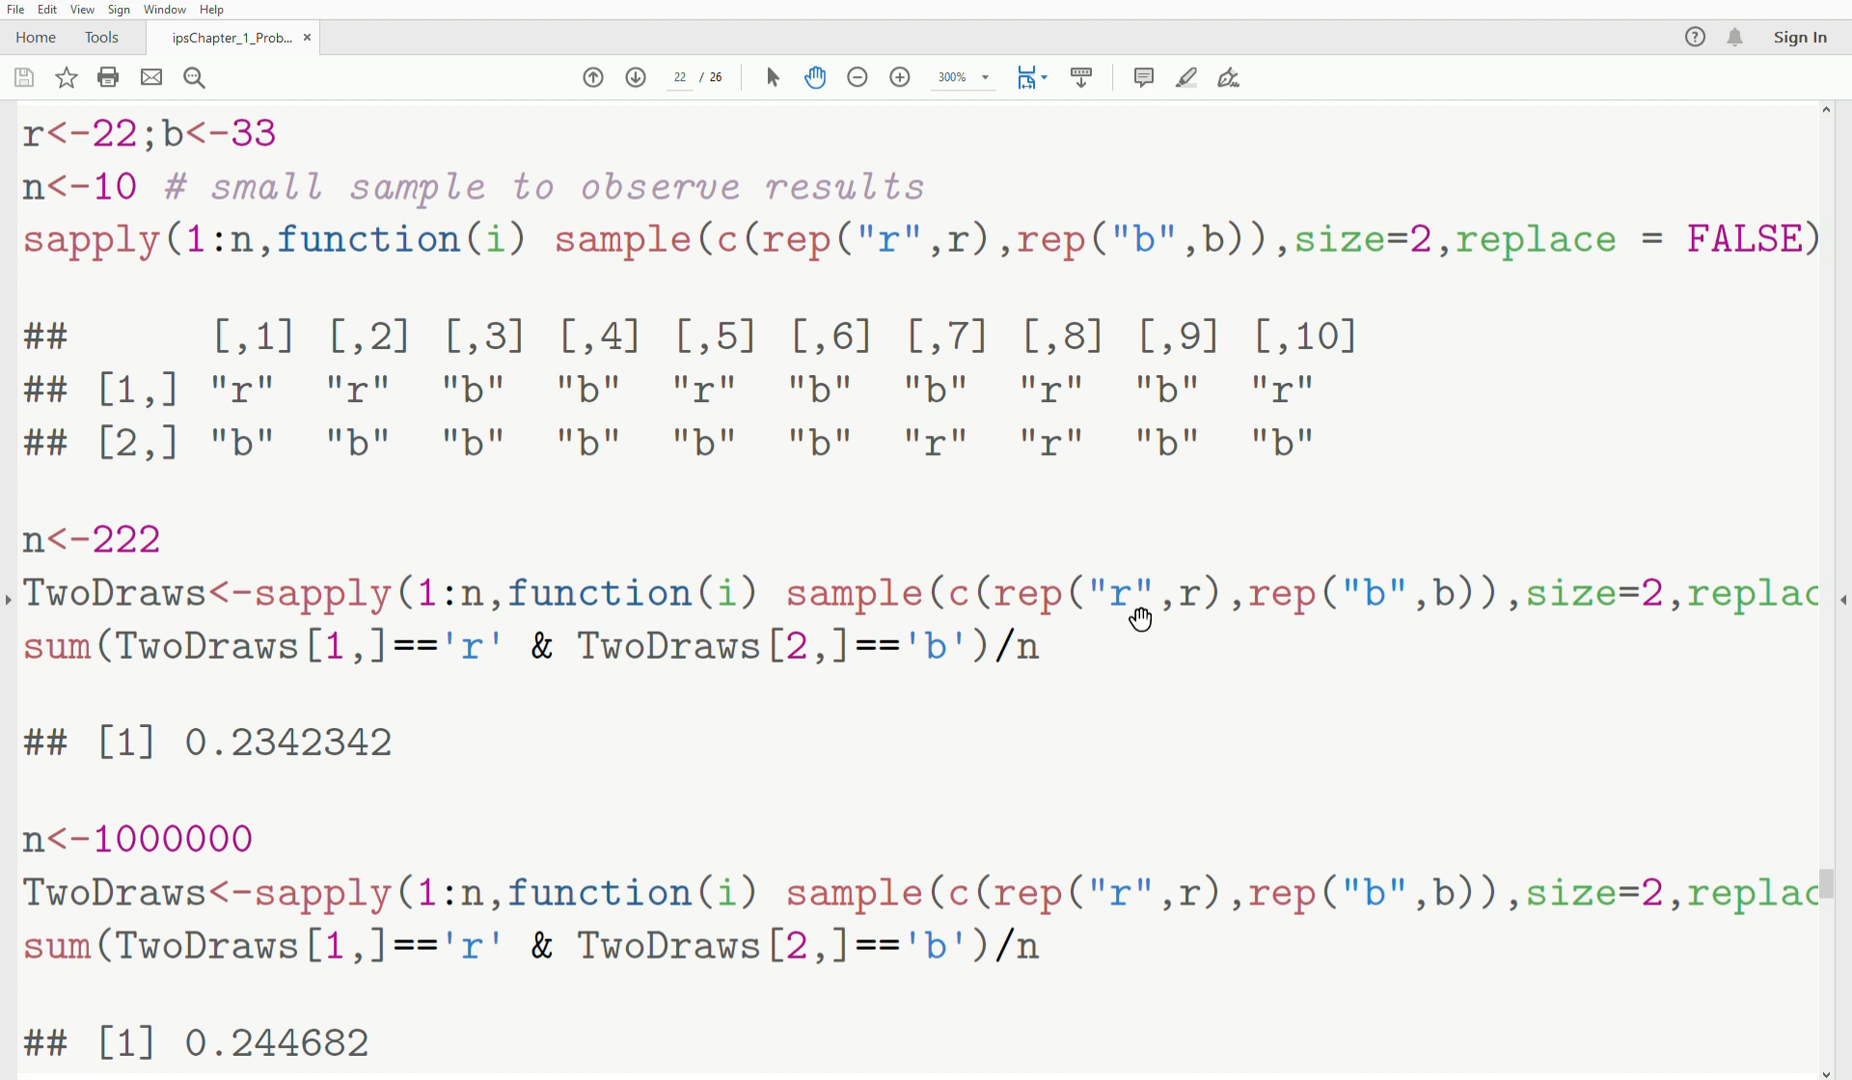 File Edit View Sign Window Help
Home Tools ipsChapter_1_Prob... × ? Sign In
22 / 26 300%
r<-22;b<-33
n<-10 # small sample to observe results
sapply(1:n,function(i) sample(c(rep("r",r),rep("b",b)),size=2,replace = FALSE)
## [,1] [,2] [,3] [,4] [,5] [,6] [,7] [,8] [,9] [,10]
## [1,] "r" "r" "b" "b" "r" "b" "b" "r" "b" "r"
## [2,] "b" "b" "b" "b" "b" "b" "r" "r" "b" "b"
n<-222
TwoDraws<-sapply(1:n,function(i) sample(c(rep("r",r),rep("b",b)),size=2,replac
sum(TwoDraws[1,]=='r' & TwoDraws[2,]=='b')/n
## [1] 0.2342342
n<-1000000
TwoDraws<-sapply(1:n,function(i) sample(c(rep("r",r),rep("b",b)),size=2,replac
sum(TwoDraws[1,]=='r' & TwoDraws[2,]=='b')/n
## [1] 0.244682